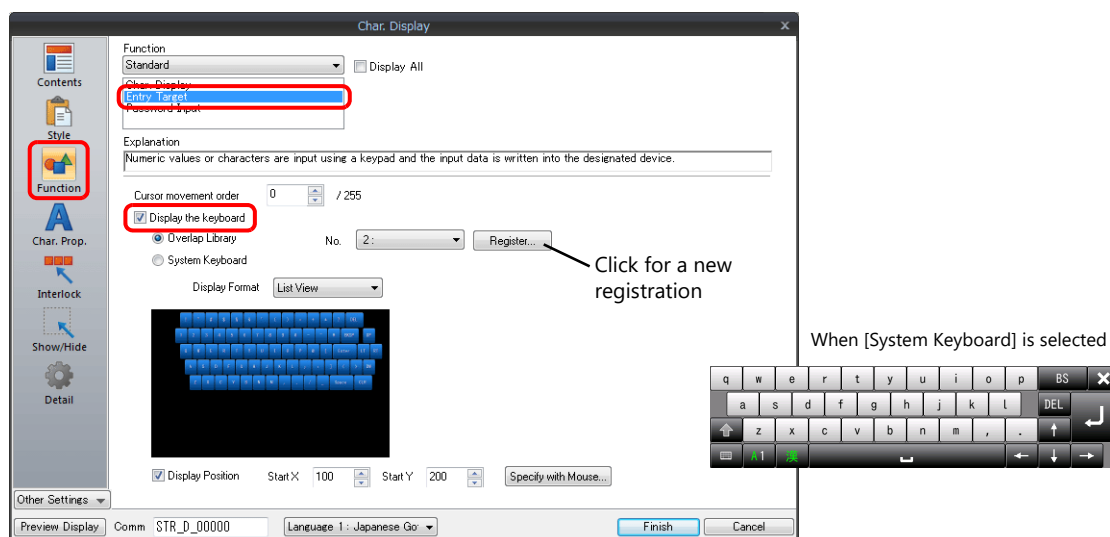 Char. Display
x
Contents
Style
Function
Char. Prop.
Interlock
Show/Hide
Detail
Other Settings
Function
Standard
Display All
Char. Display
Entry Target
Password Input
Explanation
Numeric values or characters are input using a keypad and the input data is written into the designated device.
Cursor movement order 0 / 255
Display the keyboard
Overlap Library No. 2 : Register...
System Keyboard
Display Format List View
Click for a new
registration
Display Position Start X 100 Start Y 200 Specify with Mouse...
Preview Display Comm STR_D_00000 Language 1 : Japanese Go Finish Cancel
When [System Keyboard] is selected
q w e r t y u i o p BS
a s d f g h j k l DEL
z x c v b n m , . ↑
A1 漢 ← ↓ →